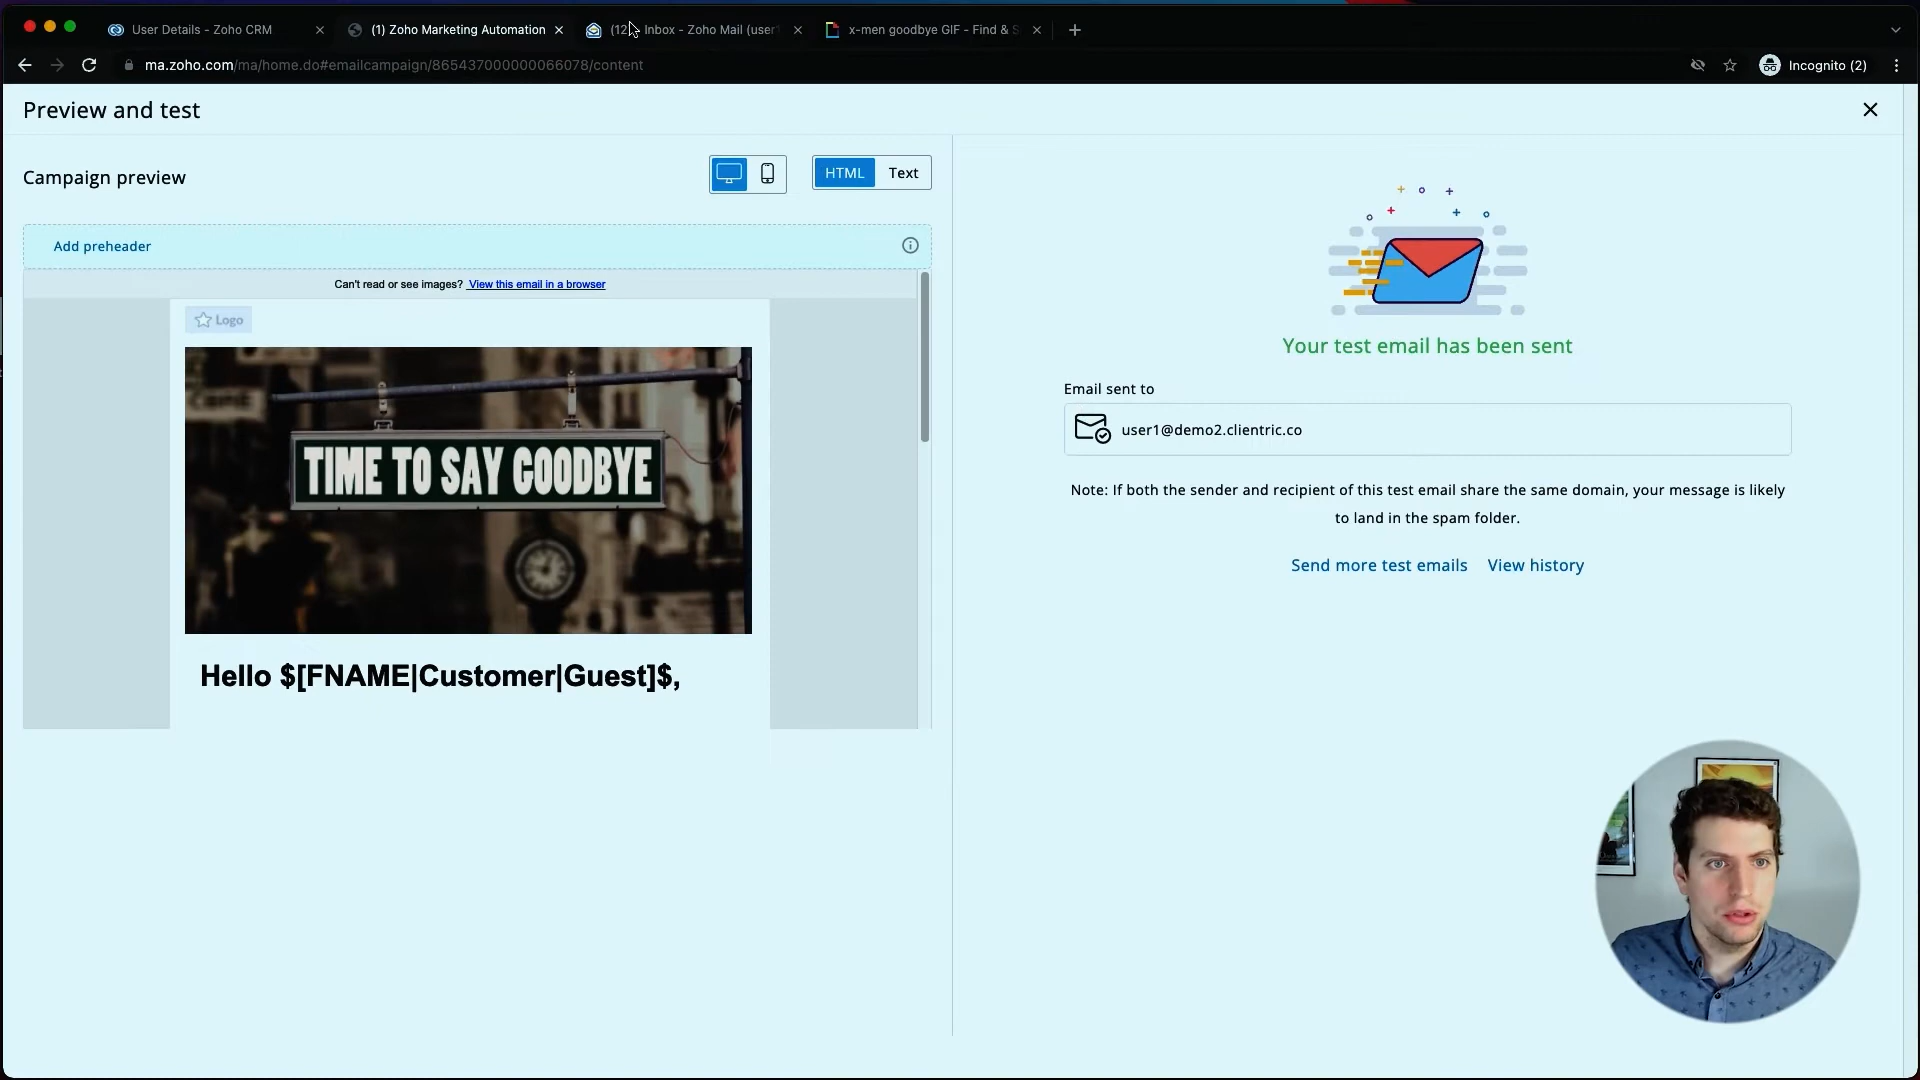 User Details - Zoho CRM
(1) Zoho Marketing Automation
Inbox - Zoho Mail (user1
x-men goodbye GIF - Find & S
ma.zoho.com/ma/home.do#emailcampaign/865437000000066078/content
Incognito (2)
Preview and test
Campaign preview
HTML
Text
Add preheader
Can't read or see images? View this email in a browser
Logo
TIME TO SAY GOODBYE
Hello $[FNAME|Customer|Guest]$,
Your test email has been sent
Email sent to
user1@demo2.clientric.co
Note: If both the sender and recipient of this test email share the same domain, your message is likely
to land in the spam folder.
Send more test emails
View history